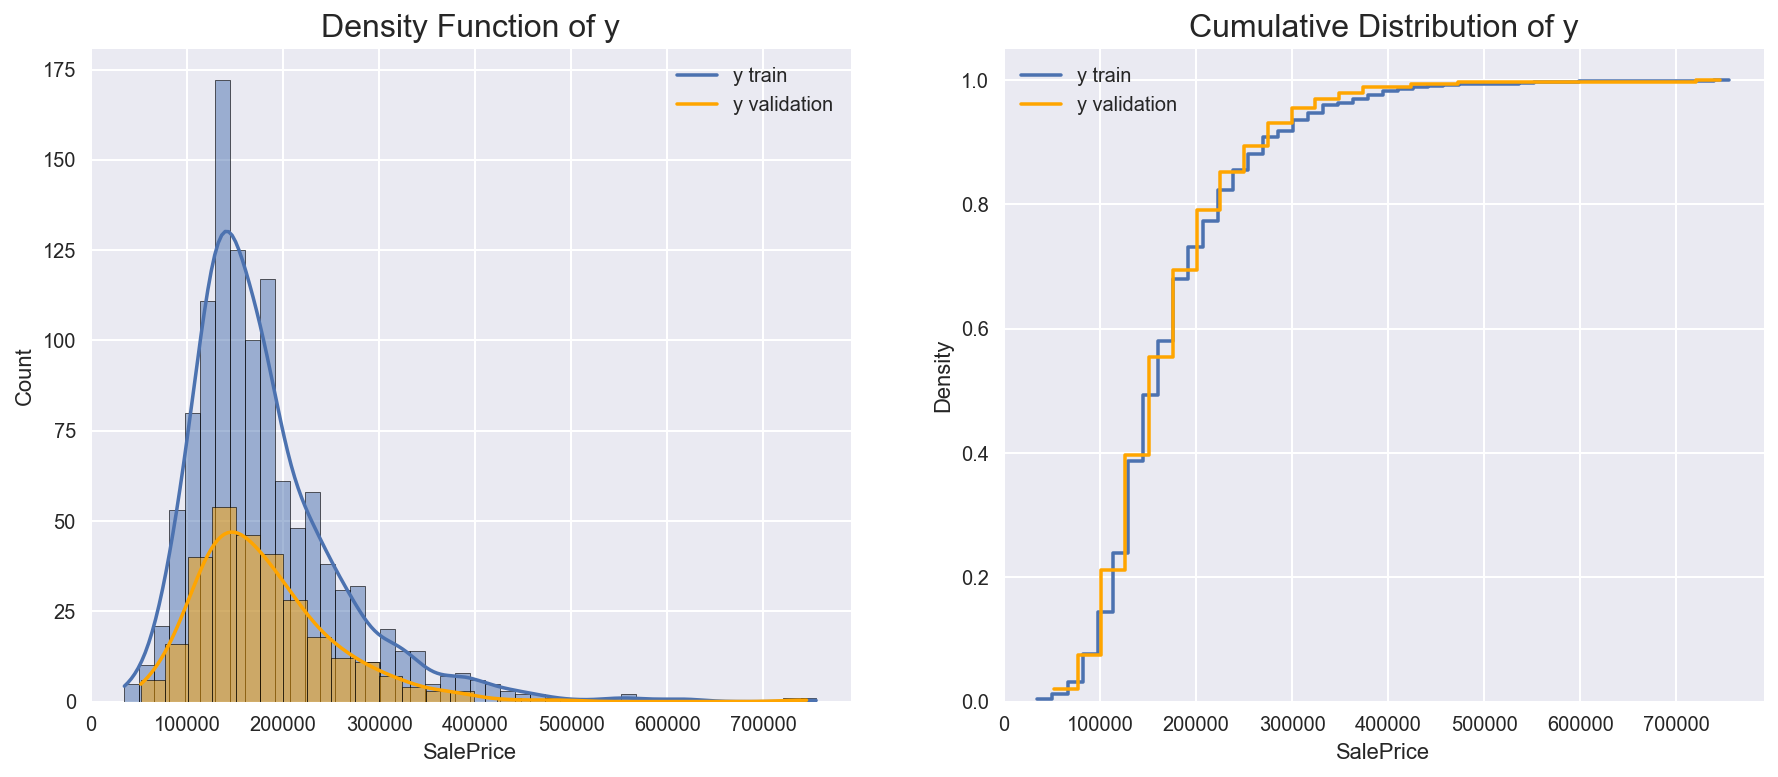 Density Function of y
175
150
125
100
75
50
25
0
Count
y train
y validation
0 100000 200000 300000 400000 500000 600000 700000
SalePrice
Cumulative Distribution of y
1.0
0.8
0.6
0.4
0.2
0.0
Density
y train
y validation
0 100000 200000 300000 400000 500000 600000 700000
SalePrice